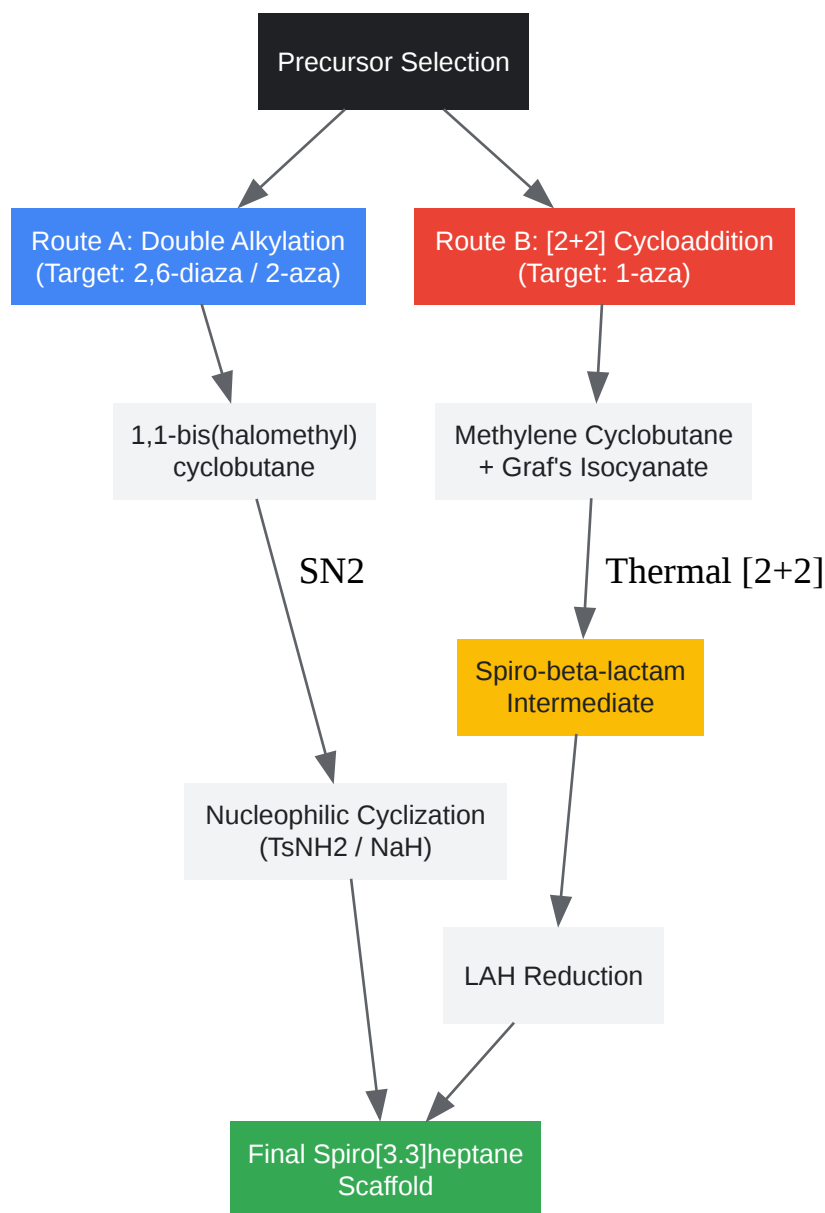 Precursor Selection
Route A: Double Alkylation
(Target: 2,6-diaza / 2-aza)
Route B: [2+2] Cycloaddition
(Target: 1-aza)
1,1-bis(halomethyl)
cyclobutane
Methylene Cyclobutane
+ Graf's Isocyanate
SN2
Thermal [2+2]
Spiro-beta-lactam
Intermediate
Nucleophilic Cyclization
(TsNH2 / NaH)
LAH Reduction
Final Spiro[3.3]heptane
Scaffold